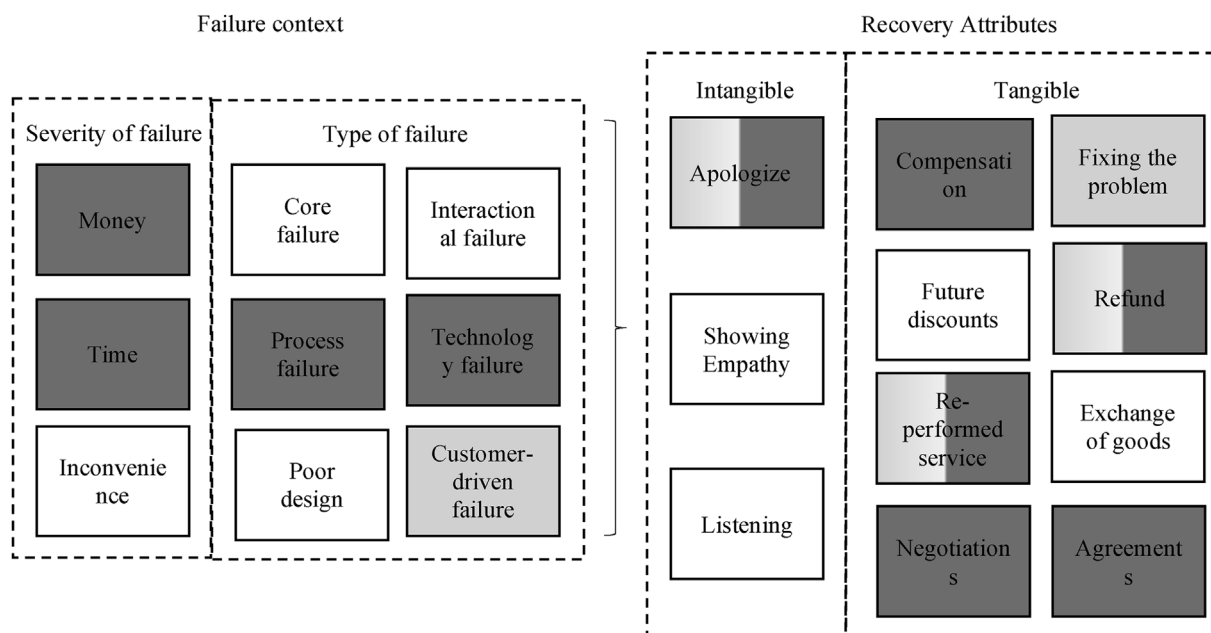 Failure context
Recovery Attributes
Severity of failure
Type of failure
Money
Core
failure
Interaction
al failure
Time
Process
failure
Technolog
y failure
Inconvenie
nce
Poor
design
Customer-
driven
failure
Intangible
Tangible
Apologize
Compensati
on
Fixing the
problem
Showing
Empathy
Future
discounts
Refund
Re-
performed
service
Exchange
of goods
Listening
Negotiation
s
Agreement
s